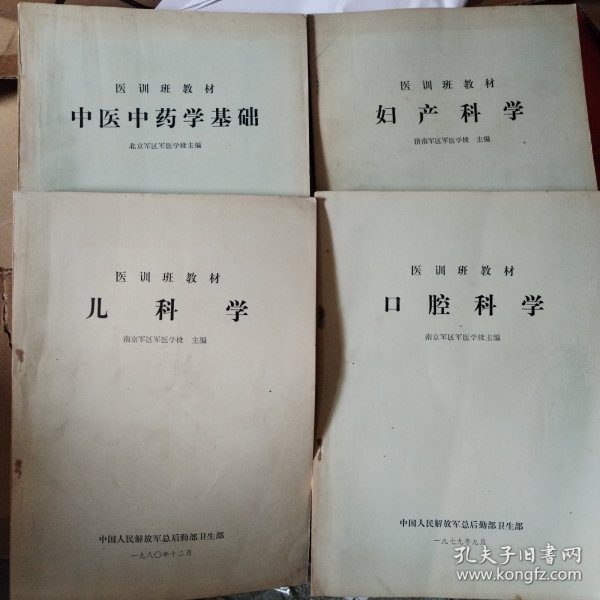 医训班教材
中医中药学基础
北京军区军医学校主编
医训班教材
妇产科学
济南军区军医学校 主编
医训班教材
儿科学
南京军区军医学校 主编
中国人民解放军总后勤部卫生部
一九八〇年十二月
医训班教材
口腔科学
南京军区军医学校主编
中国人民解放军总后勤部卫生部
一九七九年九月
孔夫子旧书网
www.kongfz.com